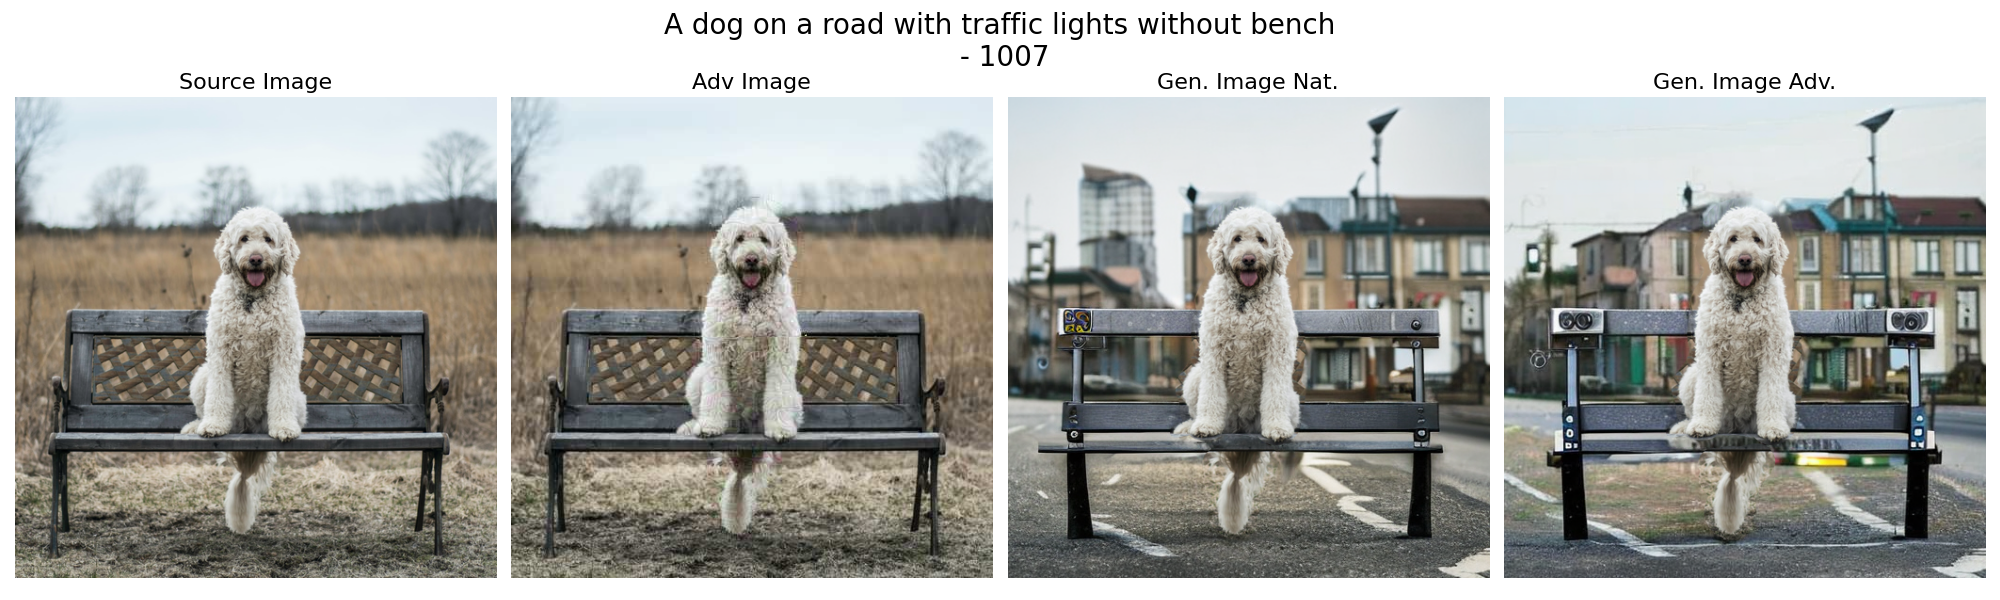 A dog on a road with traffic lights without bench
- 1007
Source Image
Adv Image
Gen. Image Nat.
Gen. Image Adv.